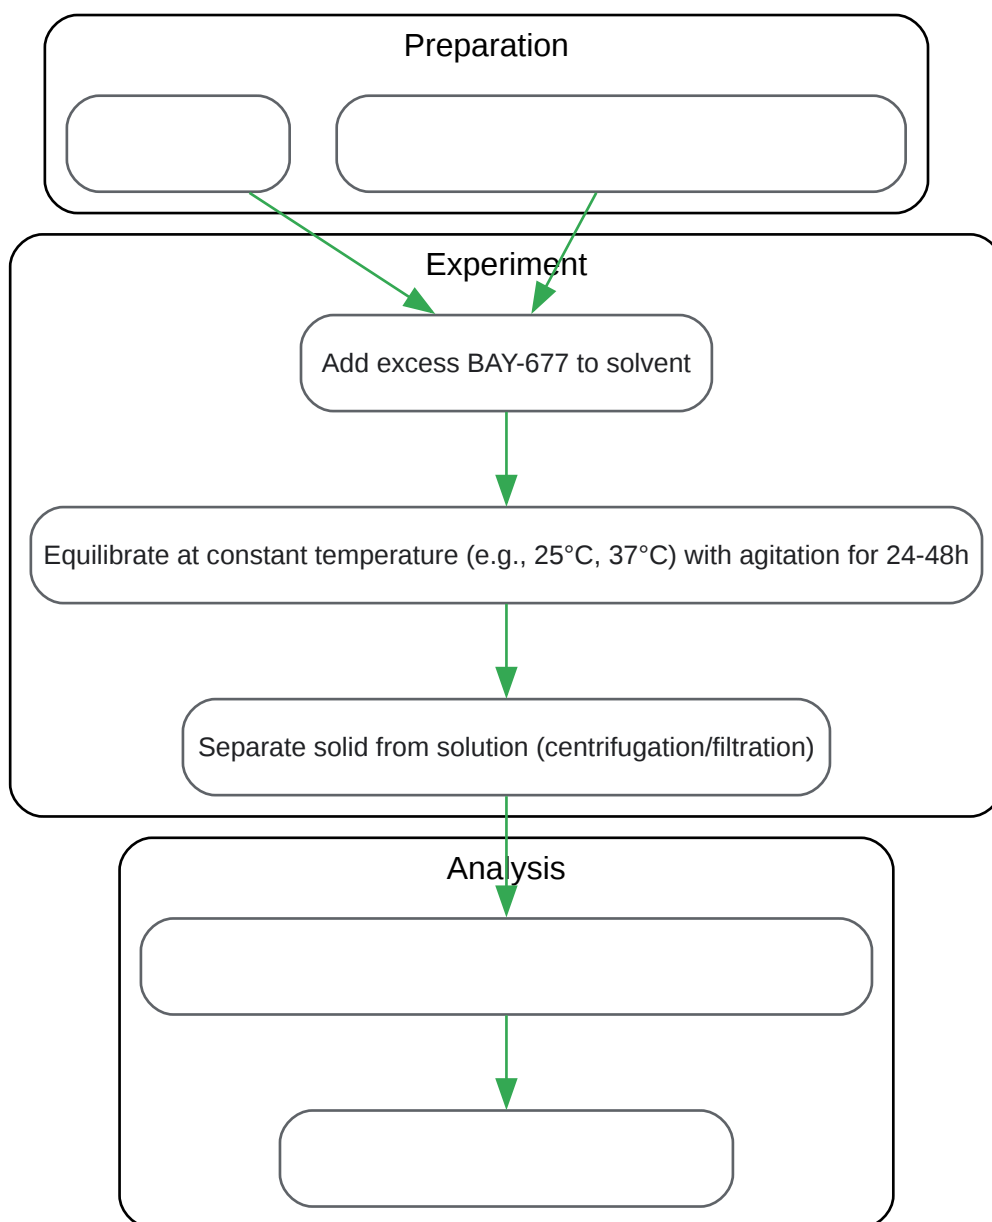 Preparation
Experiment
Add excess BAY-677 to solvent
Equilibrate at constant temperature (e.g., 25°C, 37°C) with agitation for 24-48h
Separate solid from solution (centrifugation/filtration)
Analysis